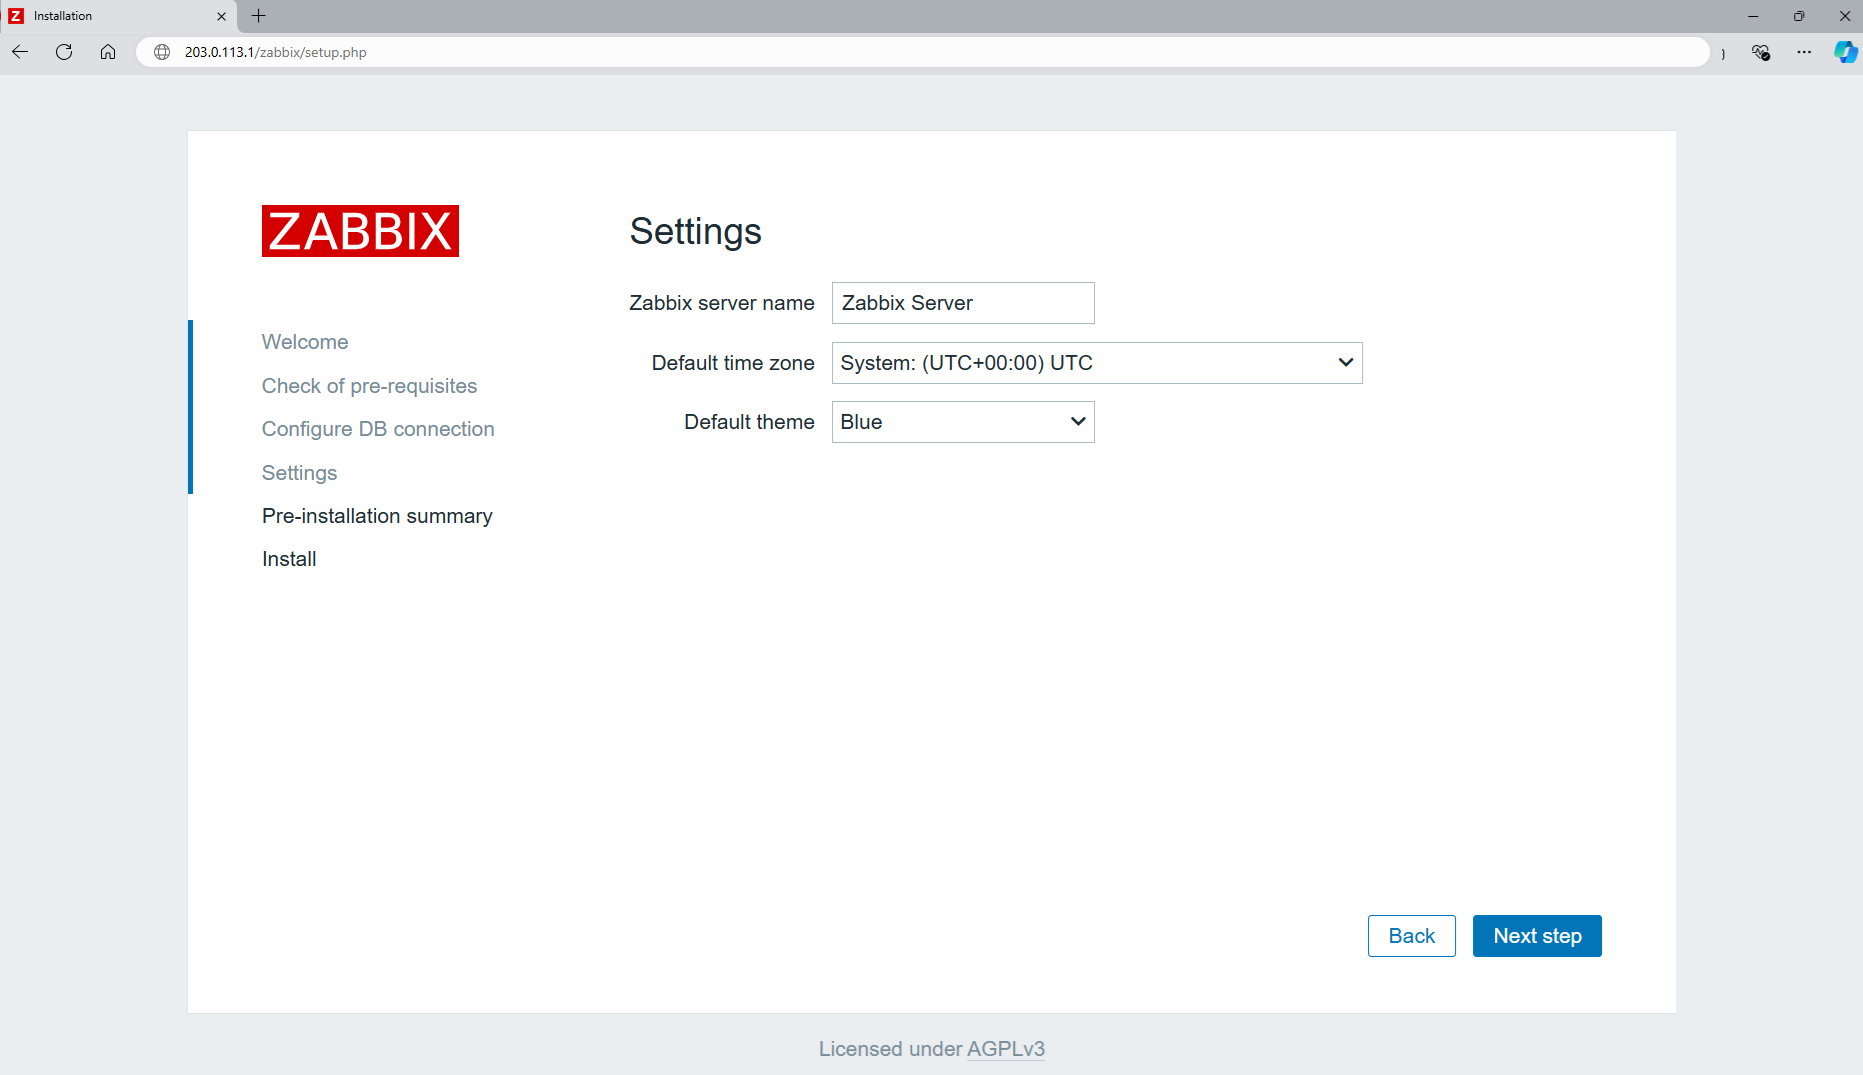 Installation
203.0.113.1/zabbix/setup.php
ZABBIX
Welcome
Check of pre-requisites
Configure DB connection
Settings
Pre-installation summary
Install
Settings
Zabbix server name Zabbix Server
Default time zone System: (UTC+00:00) UTC
Default theme Blue
Back Next step
Licensed under AGPLv3